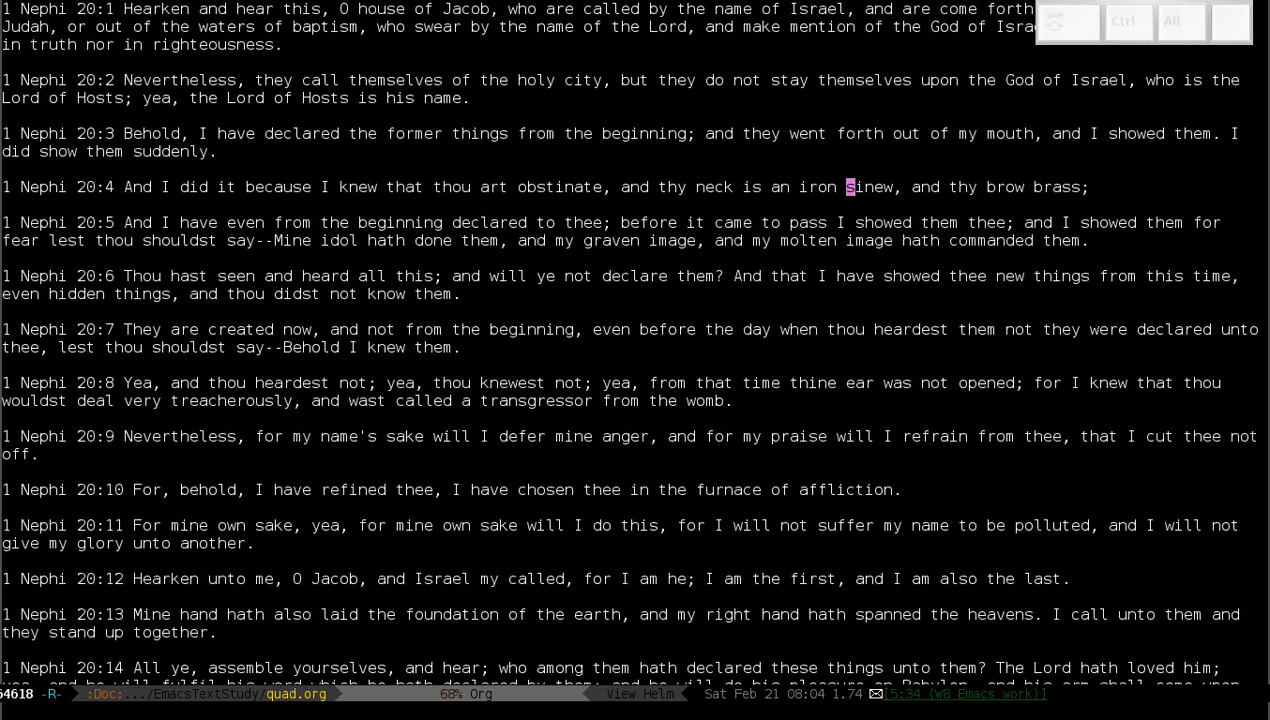 1 Nephi 20:1 Hearken and hear this, O house of Jacob, who are called by the name of Israel, and are come forth
Judah, or out of the waters of baptism, who swear by the name of the Lord, and make mention of the God of Israe
in truth nor in righteousness.
Ctrl
Alt
1 Nephi 20:2 Nevertheless, they call themselves of the holy city, but they do not stay themselves upon the God of Israel, who is the
Lord of Hosts; yea, the Lord of Hosts is his name.
1 Nephi 20:3 Behold, I have declared the former things from the beginning; and they went forth out of my mouth, and I showed them. I
did show them suddenly.
1 Nephi 20:4 And I did it because I knew that thou art obstinate, and thy neck is an iron sinew, and thy brow brass;
1 Nephi 20:5 And I have even from the beginning declared to thee; before it came to pass I showed them thee; and I showed them for
fear lest thou shouldst say--Mine idol hath done them, and my graven image, and my molten image hath commanded them.
1 Nephi 20:6 Thou hast seen and heard all this; and will ye not declare them? And that I have showed thee new things from this time,
even hidden things, and thou didst not know them.
1 Nephi 20:7 They are created now, and not from the beginning, even before the day when thou heardest them not they were declared unto
thee, lest thou shouldst say--Behold I knew them.
1 Nephi 20:8 Yea, and thou heardest not; yea, thou knewest not; yea, from that time thine ear was not opened; for I knew that thou
wouldst deal very treacherously, and wast called a transgressor from the womb.
1 Nephi 20:9 Nevertheless, for my name's sake will I defer mine anger, and for my praise will I refrain from thee, that I cut thee not
off.
1 Nephi 20:10 For, behold, I have refined thee, I have chosen thee in the furnace of affliction.
1 Nephi 20:11 For mine own sake, yea, for mine own sake will I do this, for I will not suffer my name to be polluted, and I will not
give my glory unto another.
1 Nephi 20:12 Hearken unto me, O Jacob, and Israel my called, for I am he; I am the first, and I am also the last.
1 Nephi 20:13 Mine hand hath also laid the foundation of the earth, and my right hand hath spanned the heavens. I call unto them and
they stand up together.
1 Nephi 20:14 All ye, assemble yourselves, and hear; who among them hath declared these things unto them? The Lord hath loved him;
64618 -R- :Doc:.../EmacsTextStudy/quad.org 68% Org View Helm Sat Feb 21 08:04 1.74 [5:34 (W8 Emacs work)]